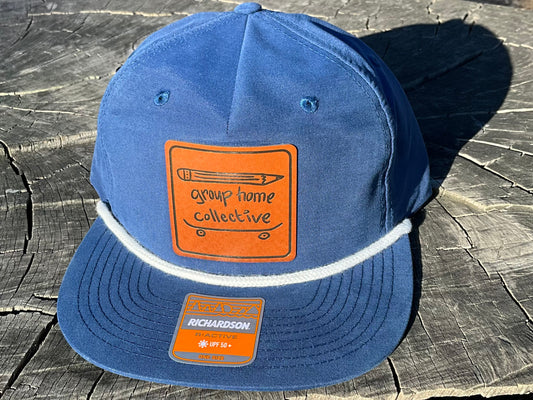 group home
collective
RICHARDSON
UPF 50+